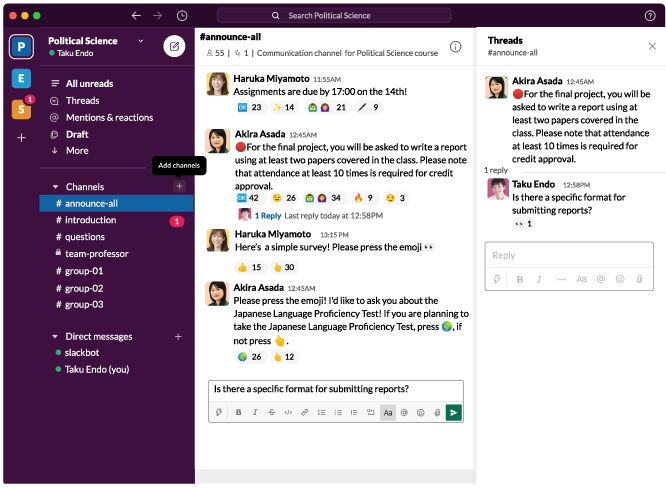 Search Political Science
P
E
S
1
Political Science
Taku Endo
All unreads
Threads
Mentions & reactions
Draft
More
Add channels
Channels
# announce-all
# introduction 1
# questions
team-professor
# group-01
# group-02
# group-03
Direct messages
slackbot
Taku Endo (you)
#announce-all
55 | 1 | Communication channel for Political Science course
Haruka Miyamoto 11:55AM
Assignments are due by 17:00 on the 14th!
OK 23 14 21 9
Akira Asada 12:45AM
For the final project, you will be asked to write a report
using at least two papers covered in the class. Please note
that attendance at least 10 times is required for credit
approval.
OK 42 26 34 9 3
1 Reply Last reply today at 12:58PM
Haruka Miyamoto 13:15 PM
Here's a simple survey! Please press the emoji
15 30
Akira Asada 12:45AM
Please press the emoji! I'd like to ask you about the
Japanese Language Proficiency Test! If you are planning to
take the Japanese Language Proficiency Test, press , if
not press .
26 12
Is there a specific format for submitting reports?
B I S Aa @
Threads
#announce-all
Akira Asada 12:45AM
For the final project, you will be
asked to write a report using at
least two papers covered in the
class. Please note that attendance
at least 10 times is required for
credit approval.
1 reply
Taku Endo 12:58PM
Is there a specific format for
submitting reports?
1
Reply
B I ... Aa @